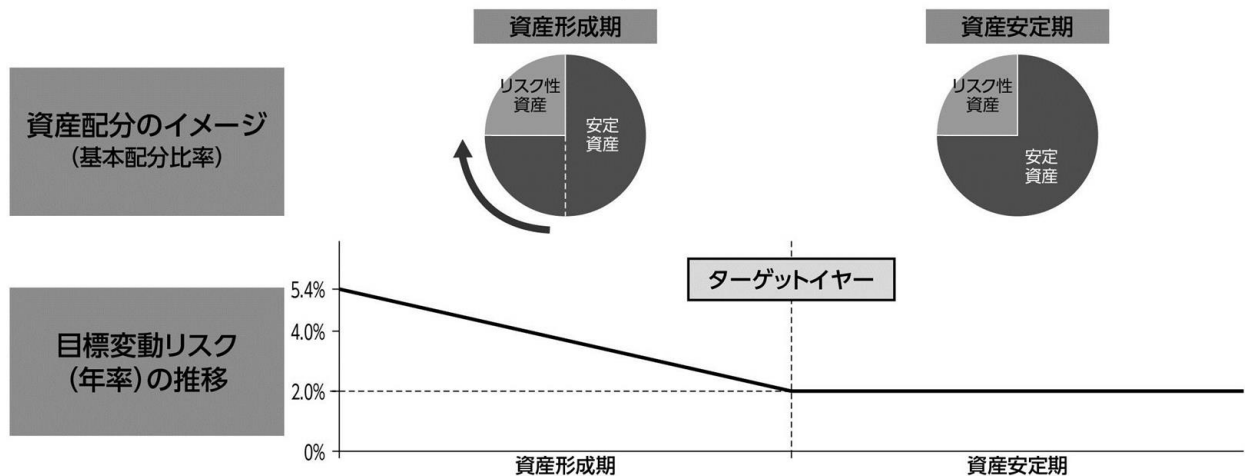 資産形成期
資産安定期
資産配分のイメージ
(基本配分比率)
リスク性
資産
安定
資産
リスク性
資産
安定
資産
ターゲットイヤー
目標変動リスク
(年率)の推移
5.4%
4.0%
2.0%
0%
資産形成期
資産安定期